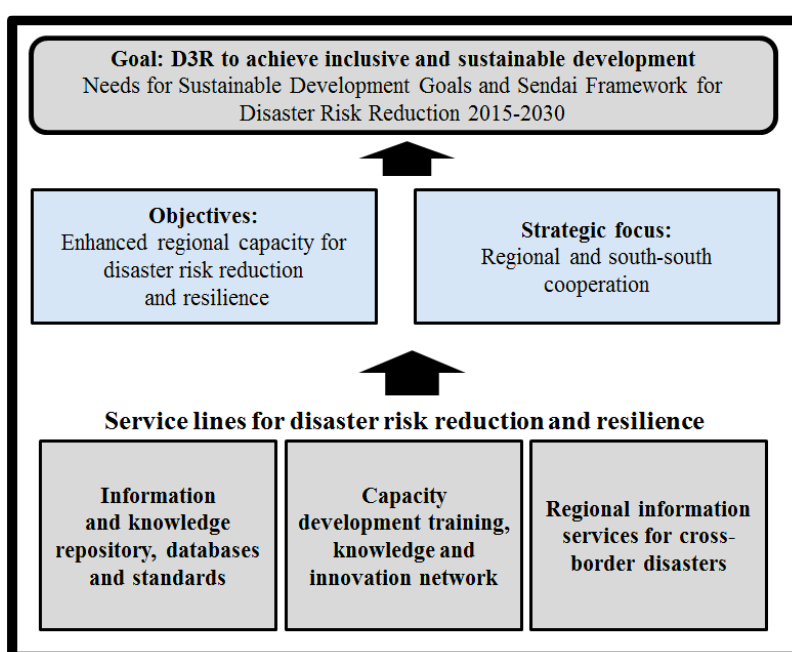 Goal: D3R to achieve inclusive and sustainable development
Needs for Sustainable Development Goals and Sendai Framework for
Disaster Risk Reduction 2015-2030
Objectives:
Enhanced regional capacity for
disaster risk reduction
and resilience
Strategic focus:
Regional and south-south
cooperation
Service lines for disaster risk reduction and resilience
Information
and knowledge
repository, databases
and standards
Capacity
development training,
knowledge and
innovation network
Regional information
services for cross-
border disasters